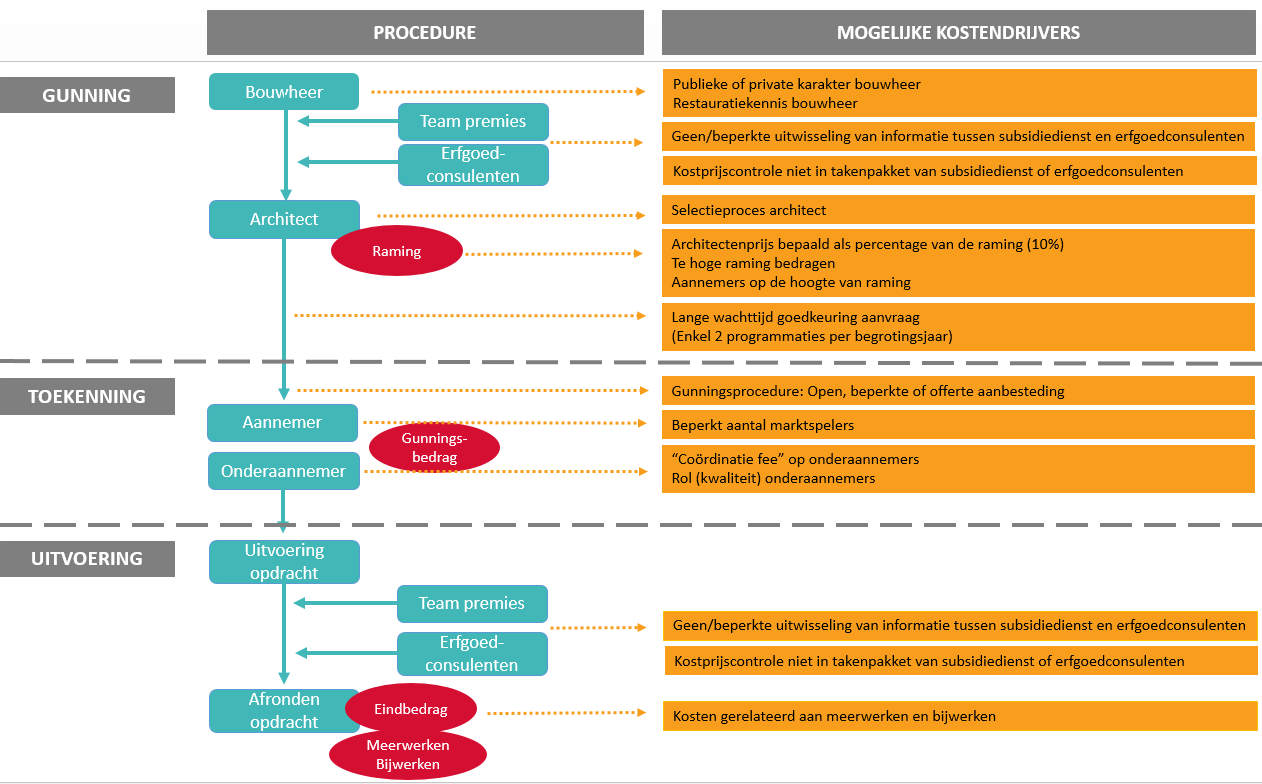 PROCEDURE
MOGELIJKE KOSTENDRIJVERS
GUNNING
Bouwheer
Publieke of private karakter bouwheer
Restauratiekennis bouwheer
Team premies
Geen/beperkte uitwisseling van informatie tussen subsidiedienst en erfgoedconsulenten
Erfgoed-
consulenten
Kostprijscontrole niet in takenpakket van subsidiedienst of erfgoedconsulenten
Architect
Selectieproces architect
Raming
Architectenprijs bepaald als percentage van de raming (10%)
Te hoge raming bedragen
Aannemers op de hoogte van raming
Lange wachttijd goedkeuring aanvraag
(Enkel 2 programmaties per begrotingsjaar)
TOEKENNING
Gunningsprocedure: Open, beperkte of offerte aanbesteding
Aannemer
Beperkt aantal marktspelers
Gunnings-
bedrag
Onderaannemer
“Coördinatie fee” op onderaannemers
Rol (kwaliteit) onderaannemers
UITVOERING
Uitvoering
opdracht
Team premies
Geen/beperkte uitwisseling van informatie tussen subsidiedienst en erfgoedconsulenten
Erfgoed-
consulenten
Kostprijscontrole niet in takenpakket van subsidiedienst of erfgoedconsulenten
Afronden
opdracht
Eindbedrag
Kosten gerelateerd aan meerwerken en bijwerken
Meerwerken
Bijwerken